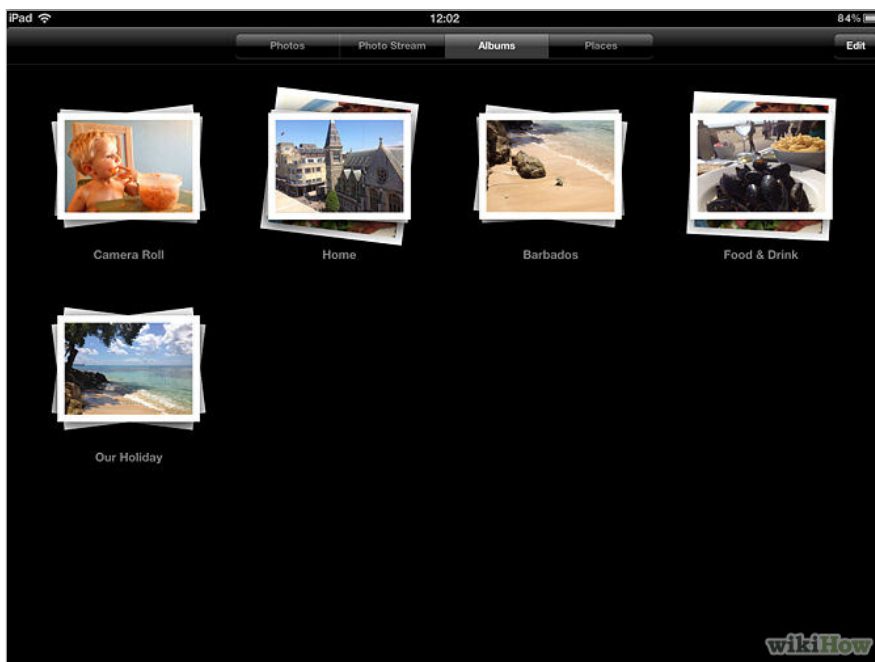 iPad 12:02 84%
Photos Photo Stream Albums Places Edit
Camera Roll Home Barbados Food & Drink
Our Holiday
wikiHow